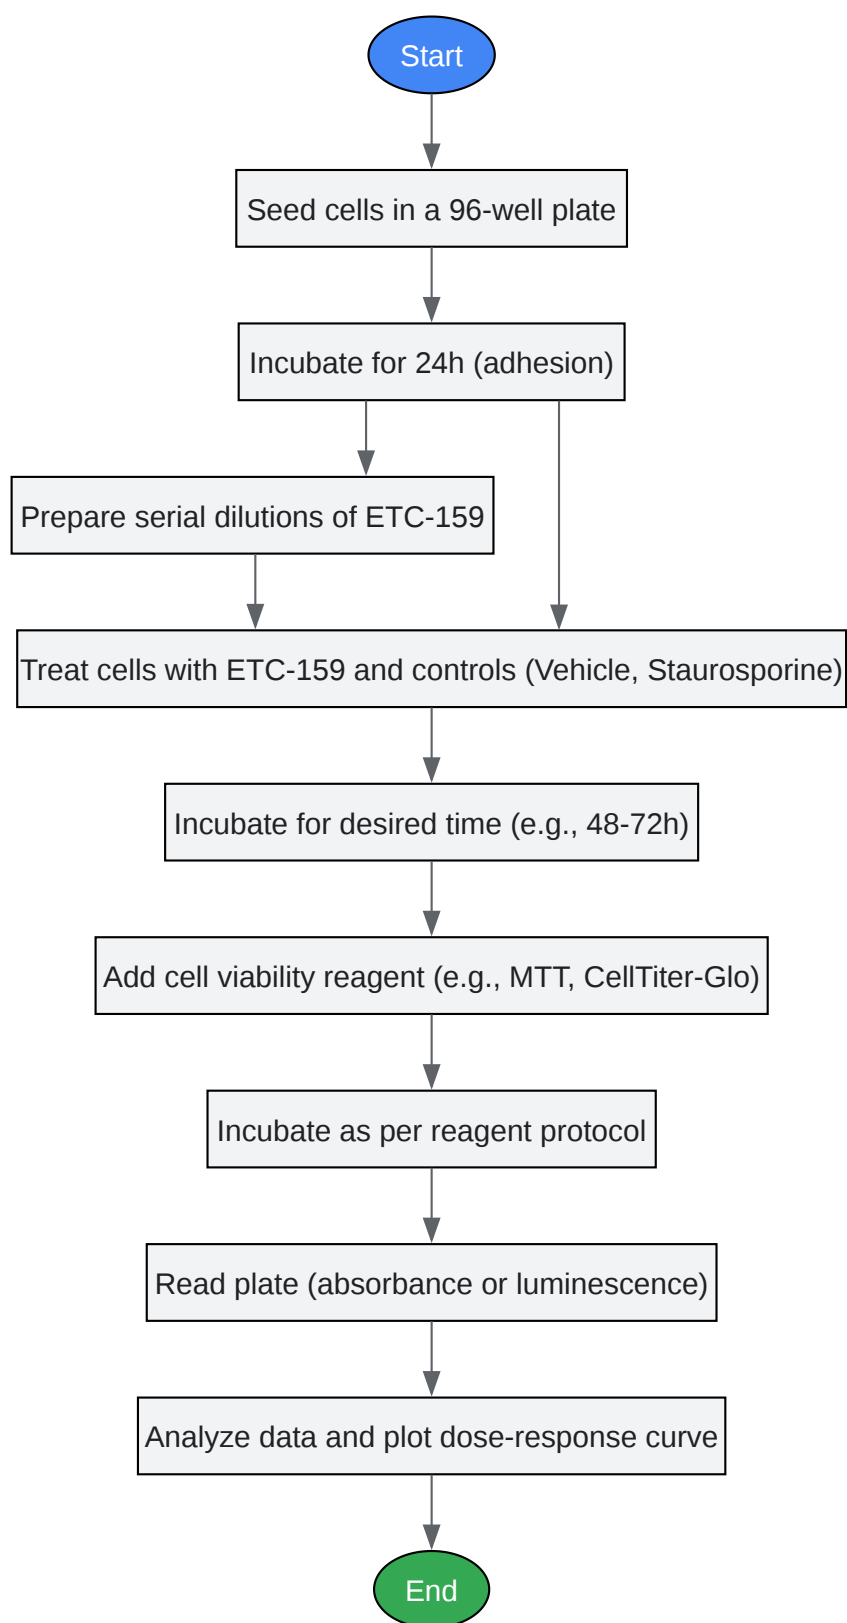 Start
Seed cells in a 96-well plate
Incubate for 24h (adhesion)
Prepare serial dilutions of ETC-159
Treat cells with ETC-159 and controls (Vehicle, Staurosporine)
Incubate for desired time (e.g., 48-72h)
Add cell viability reagent (e.g., MTT, CellTiter-Glo)
Incubate as per reagent protocol
Read plate (absorbance or luminescence)
Analyze data and plot dose-response curve
End